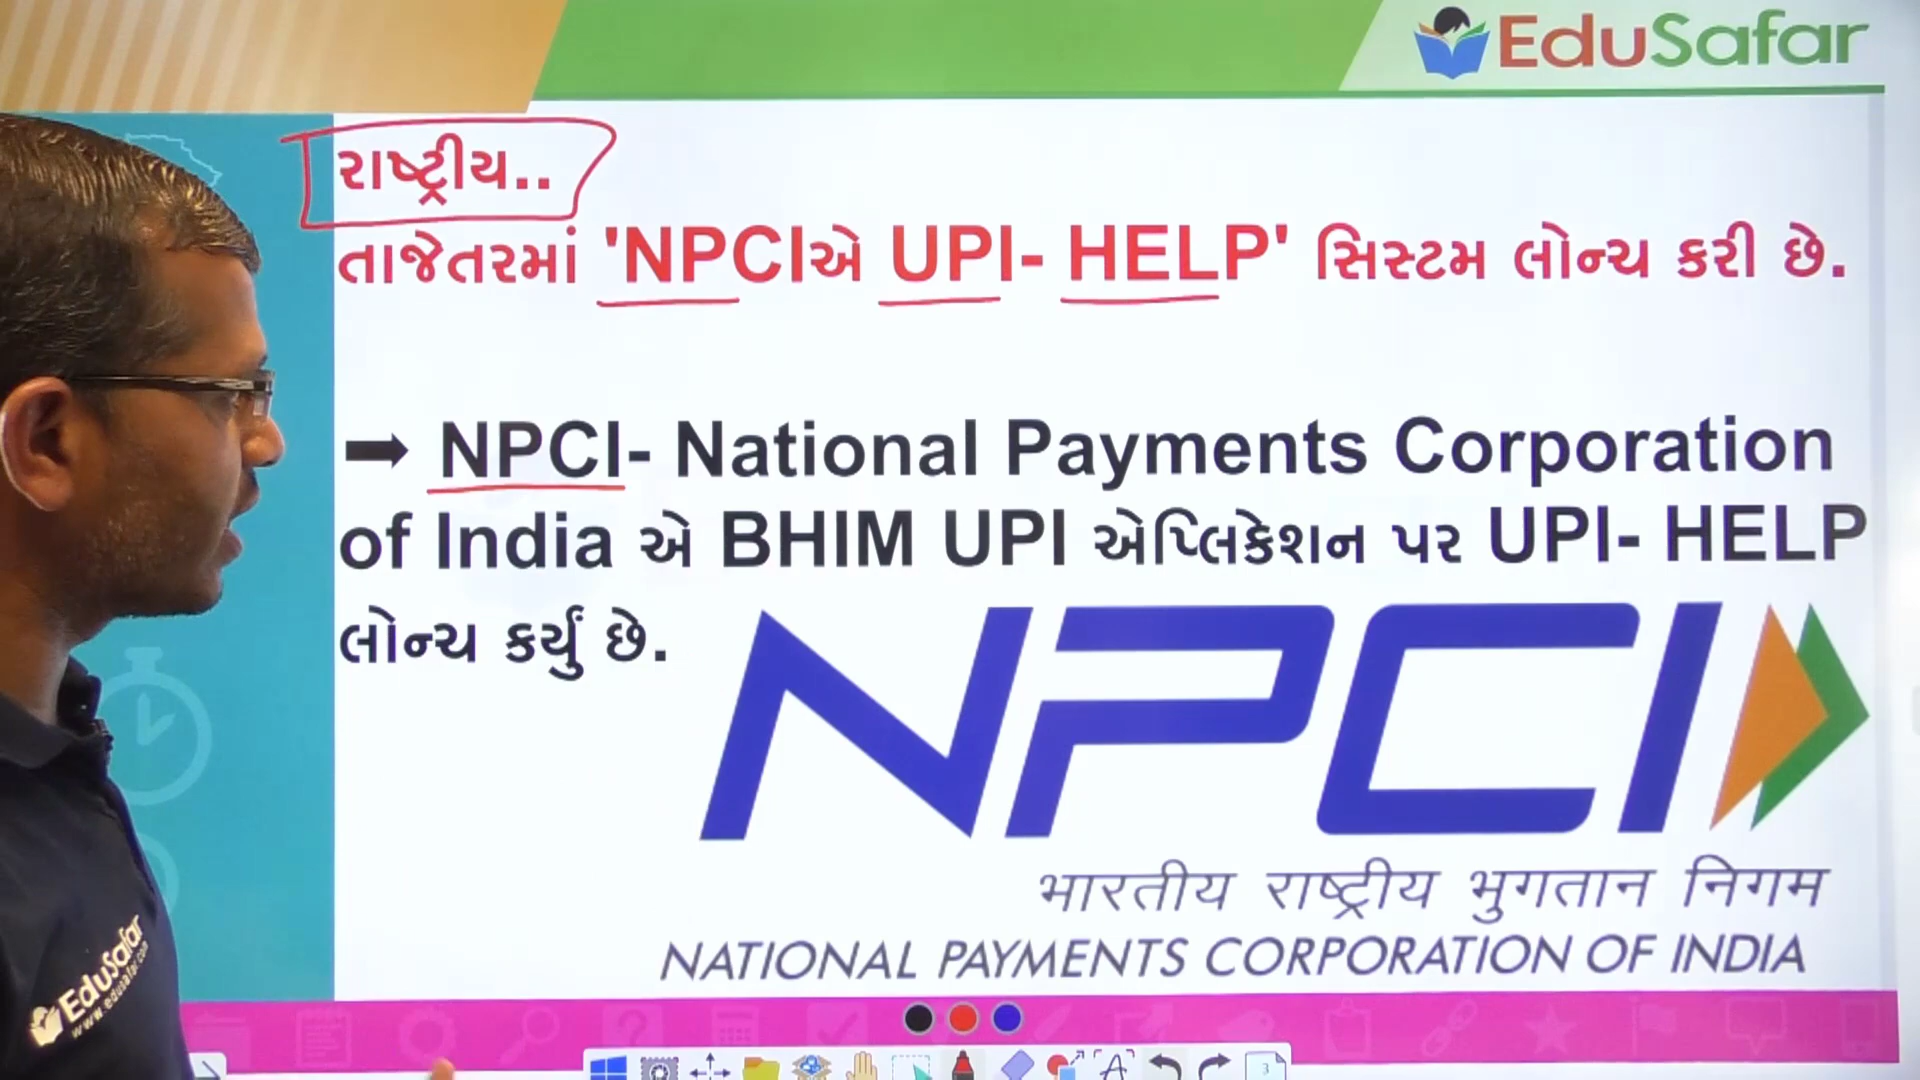 EduSafar
રાષ્ટ્રીય..
તાજેતરમાં 'NPCIએ UPI- HELP' સિસ્ટમ લોન્ચ કરી છે.
➡ NPCI- National Payments Corporation
of India એ BHIM UPI એપ્લિકેશન પર UPI- HELP
લોન્ચ કર્યું છે.
NPCI
भारतीय राष्ट्रीय भुगतान निगम
NATIONAL PAYMENTS CORPORATION OF INDIA
EduSafar
www.edusafar.com
3